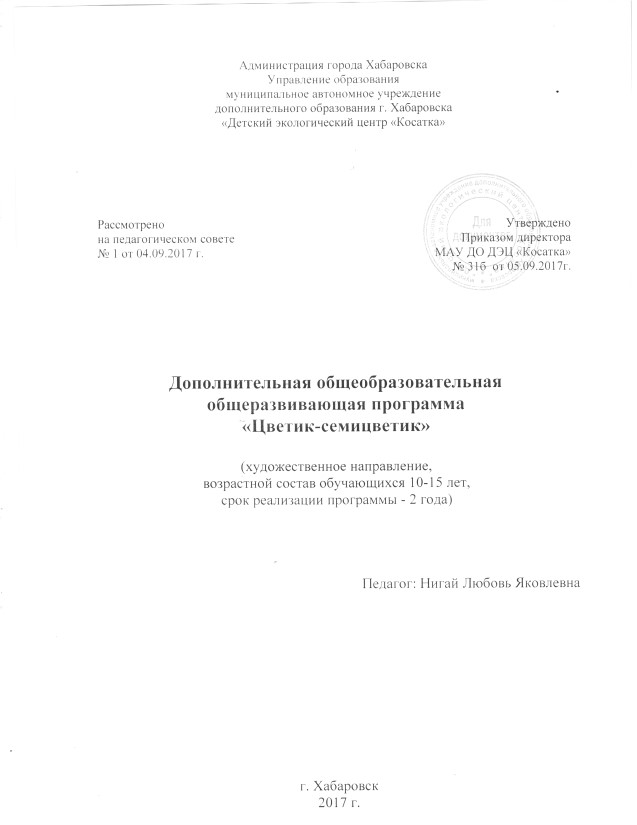 Администрация города Хабаровска
Управление образования
муниципальное автономное учреждение
дополнительного образования г. Хабаровска
«Детский экологический центр «Косатка»
Рассмотрено
на педагогическом совете
№ 1 от 04.09.2017 г.
Для
Утверждено
Приказом директора
МАУ ДО ДЭЦ «Косатка»
№ 31б от 05.09.2017г.
Дополнительная общеобразовательная
общеразвивающая программа
«Цветик-семицветик»
(художественное направление,
возрастной состав обучающихся 10-15 лет,
срок реализации программы - 2 года)
Педагог: Нигай Любовь Яковлевна
г. Хабаровск
2017 г.